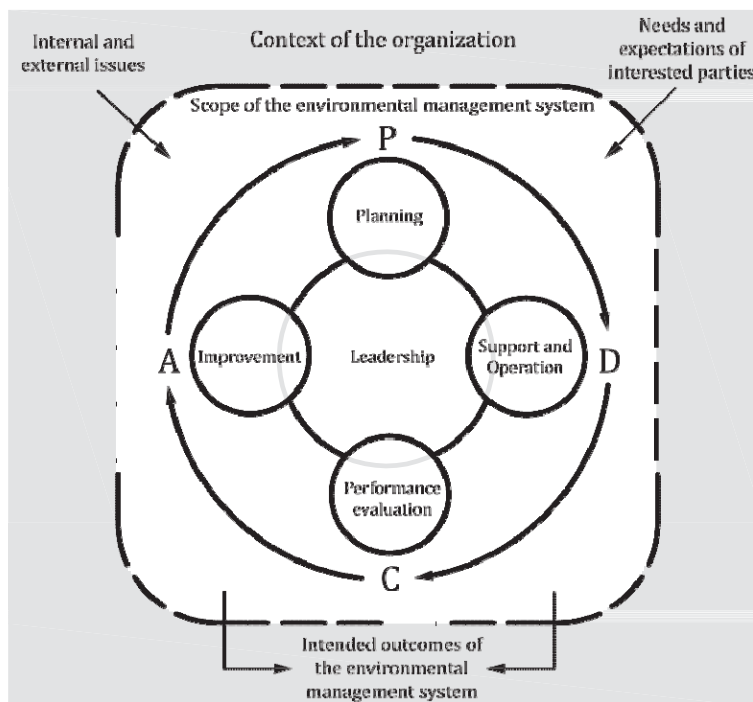 Internal and
external issues
Context of the organization
Needs and
expectations of
interested parties
Scope of the environmental management system
P
Planning
A
Improvement
Leadership
Support and
Operation
D
Performance
evaluation
C
Intended outcomes of
the environmental
management system